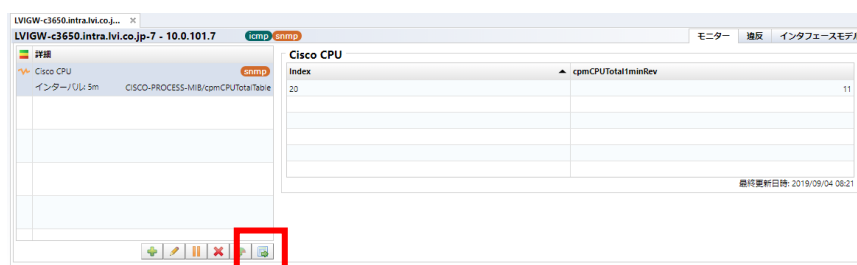 LVIGW-c3650.intra.lvi.co.j... ×
LVIGW-c3650.intra.lvi.co.jp-7 - 10.0.101.7 icmp snmp モニター 違反 インタフェースモデル
詳細
Cisco CPU snmp
インターバル: 5m CISCO-PROCESS-MIB/cpmCPUTotalTable
Cisco CPU
Index cpmCPUTotal1minRev
20 11
最終更新日時: 2019/09/04 08:21